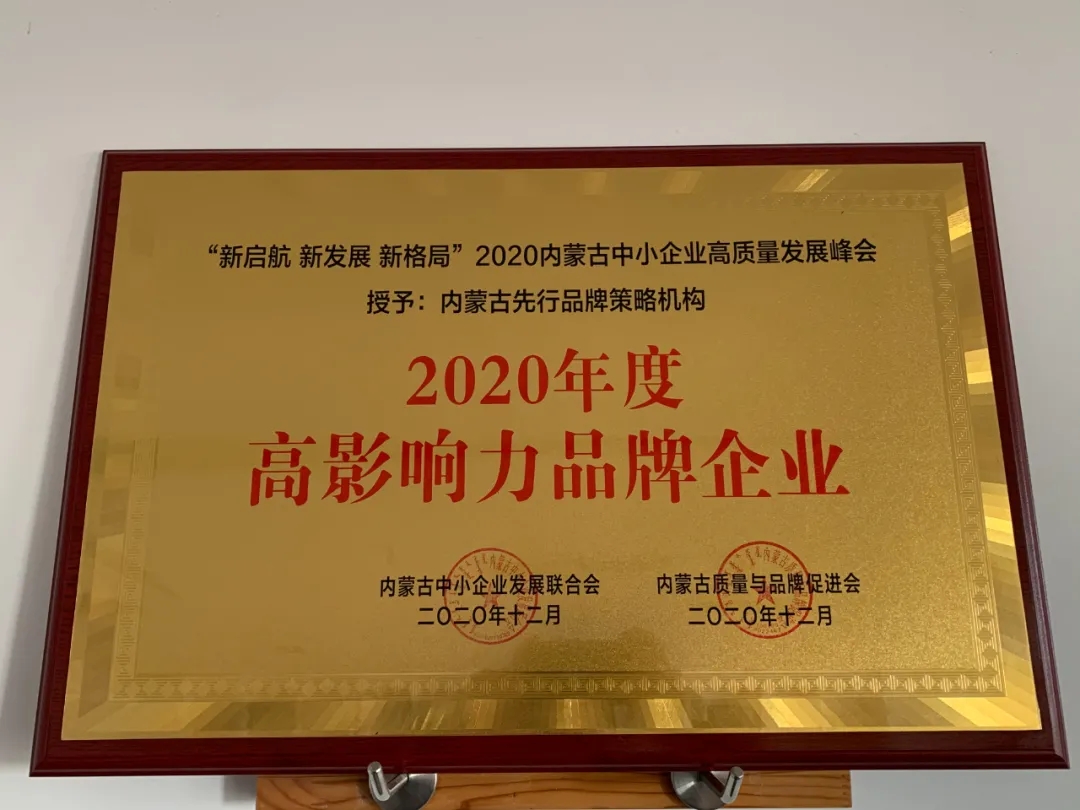 “新启航 新发展 新格局”2020内蒙古中小企业高质量发展峰会
授予：内蒙古先行品牌策略机构
2020年度
高影响力品牌企业
内蒙古中小企业发展联合会
二〇二〇年十二月
内蒙古质量与品牌促进会
二〇二〇年十二月